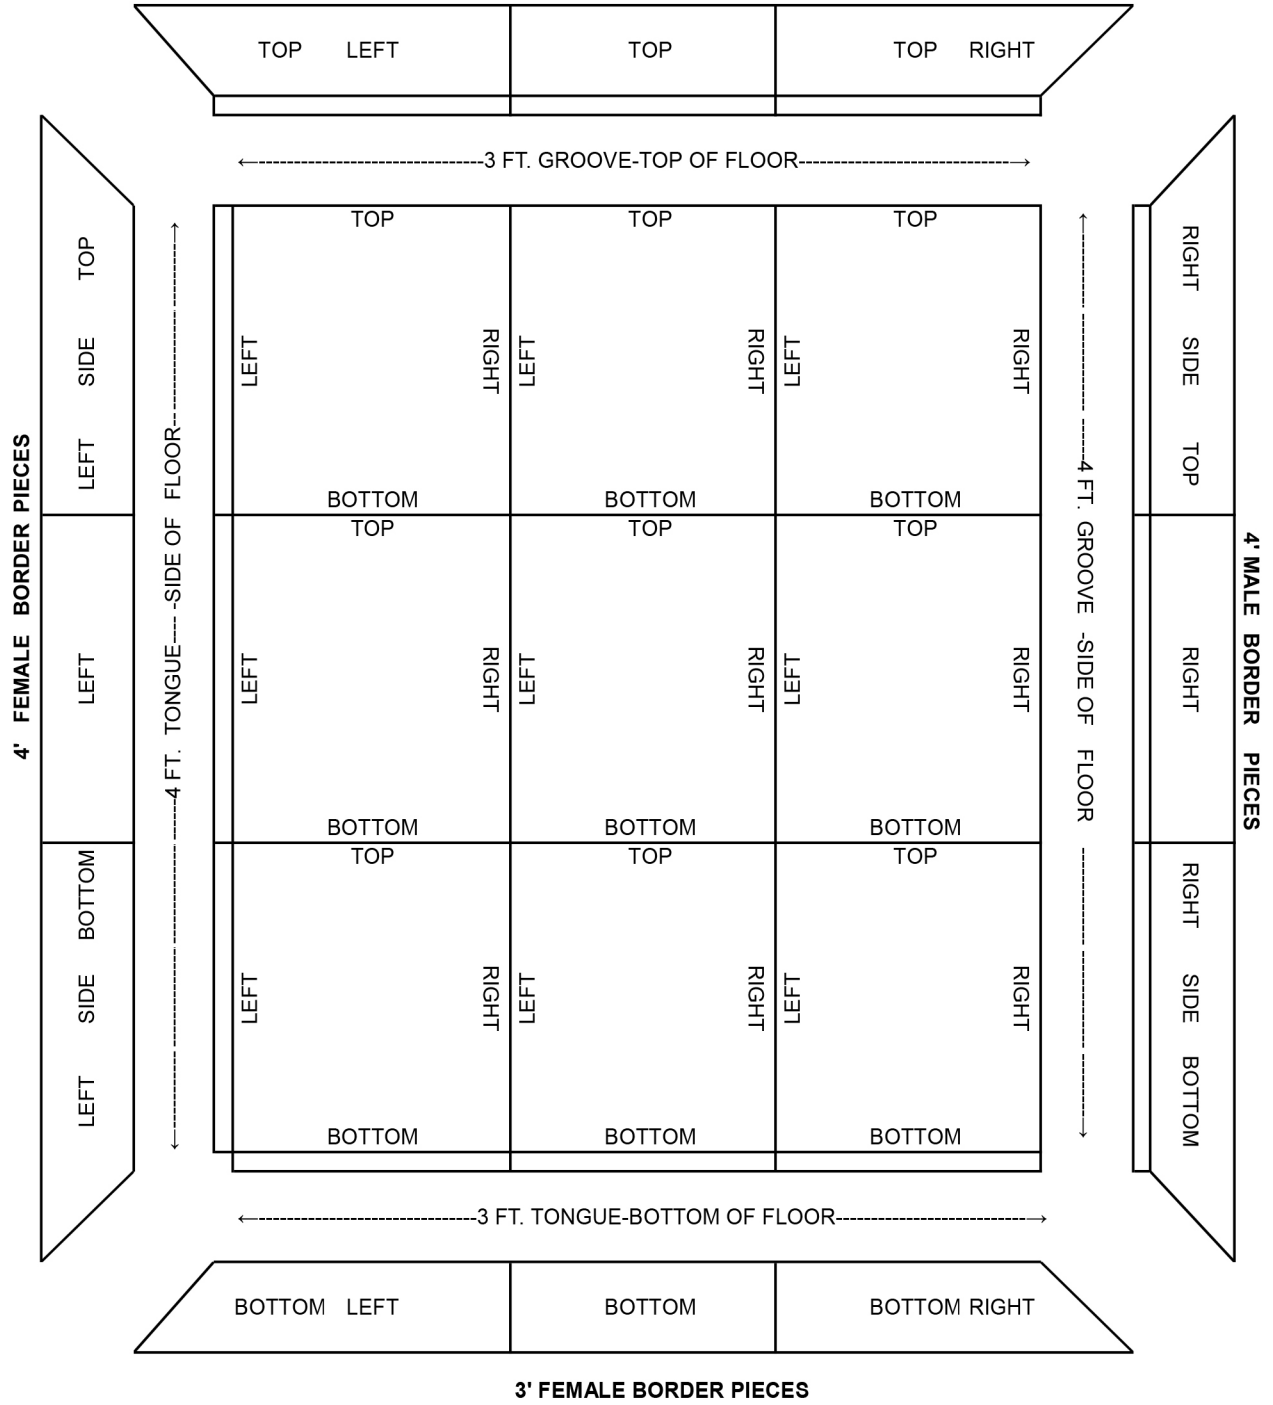 TOP LEFT
TOP
TOP RIGHT
←--3 FT. GROOVE-TOP OF FLOOR--→
4' FEMALE BORDER PIECES
LEFT SIDE TOP
LEFT
LEFT SIDE BOTTOM
4 FT. TONGUE---- -SIDE OF FLOOR
TOP TOP TOP
LEFT RIGHT LEFT RIGHT LEFT RIGHT
BOTTOM BOTTOM BOTTOM
TOP TOP TOP
LEFT RIGHT LEFT RIGHT LEFT RIGHT
BOTTOM BOTTOM BOTTOM
TOP TOP TOP
LEFT RIGHT LEFT RIGHT LEFT RIGHT
BOTTOM BOTTOM BOTTOM
4 FT. GROOVE -SIDE OF FLOOR
RIGHT SIDE TOP
RIGHT
RIGHT SIDE BOTTOM
4' MALE BORDER PIECES
←--3 FT. TONGUE-BOTTOM OF FLOOR--→
BOTTOM LEFT
BOTTOM
BOTTOM RIGHT
3' FEMALE BORDER PIECES